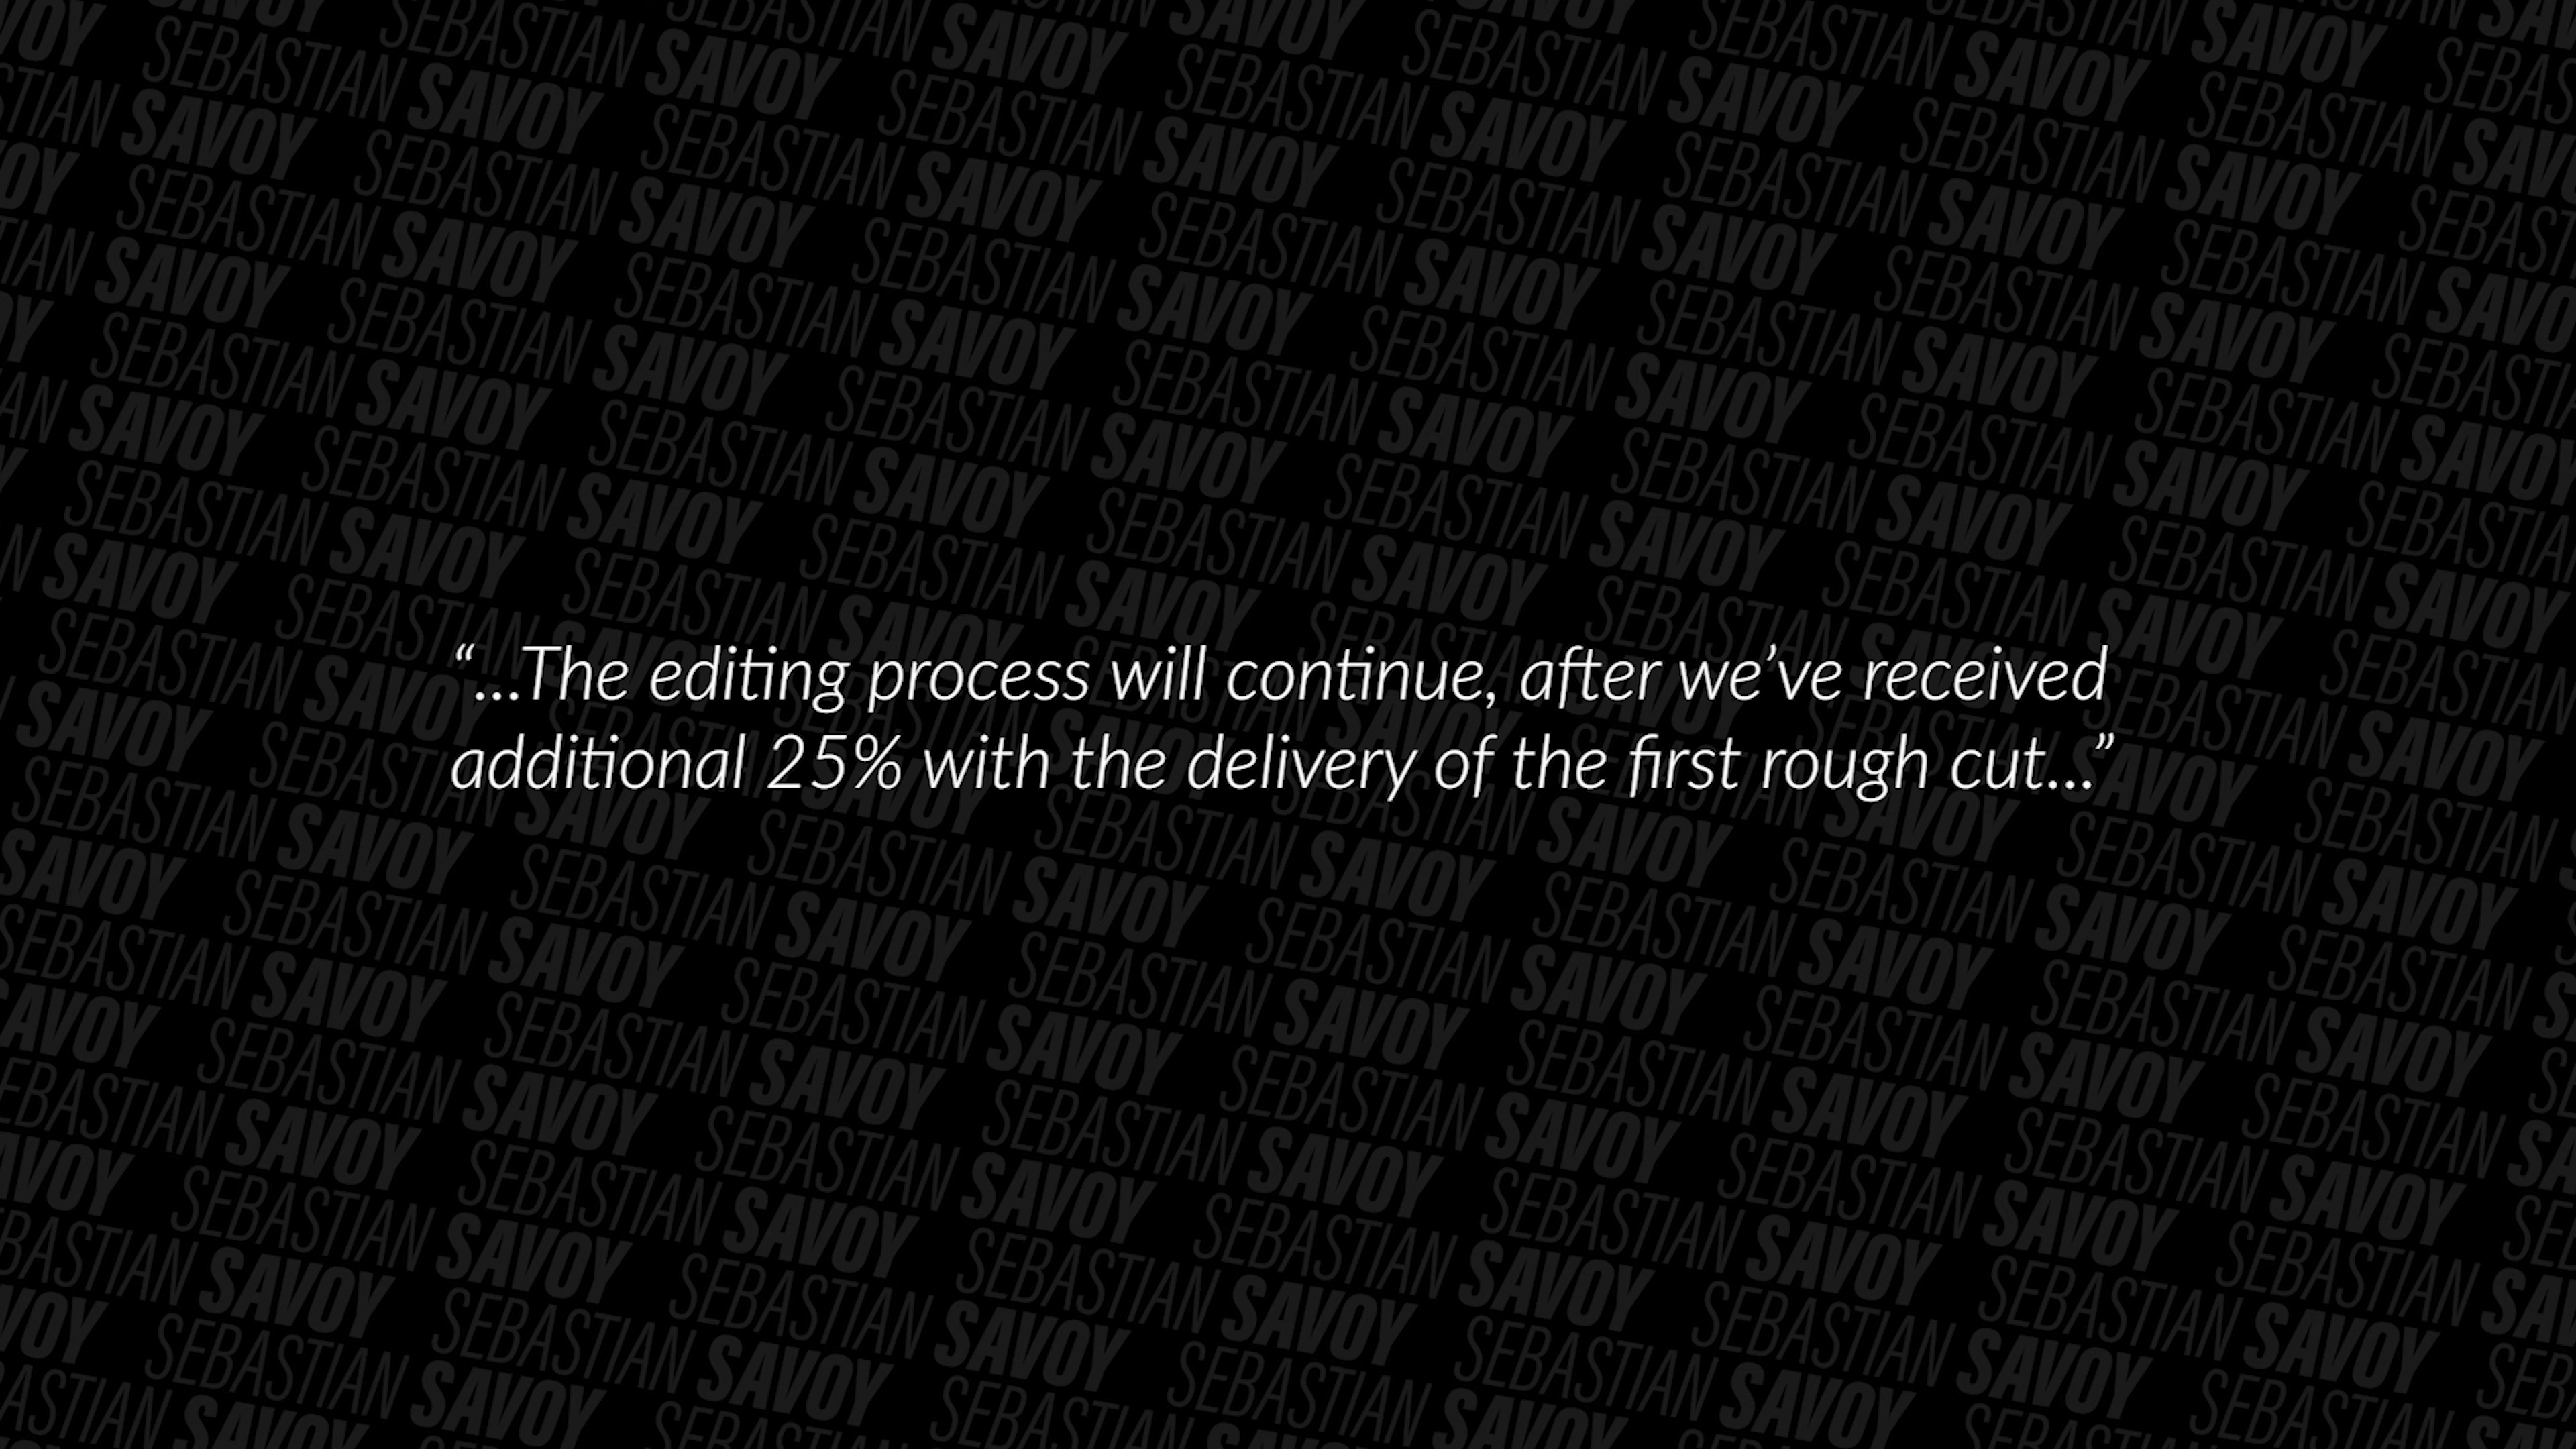 “...The editing process will continue, after we’ve received
additional 25% with the delivery of the first rough cut...”
SEBASTIAN SAVOY